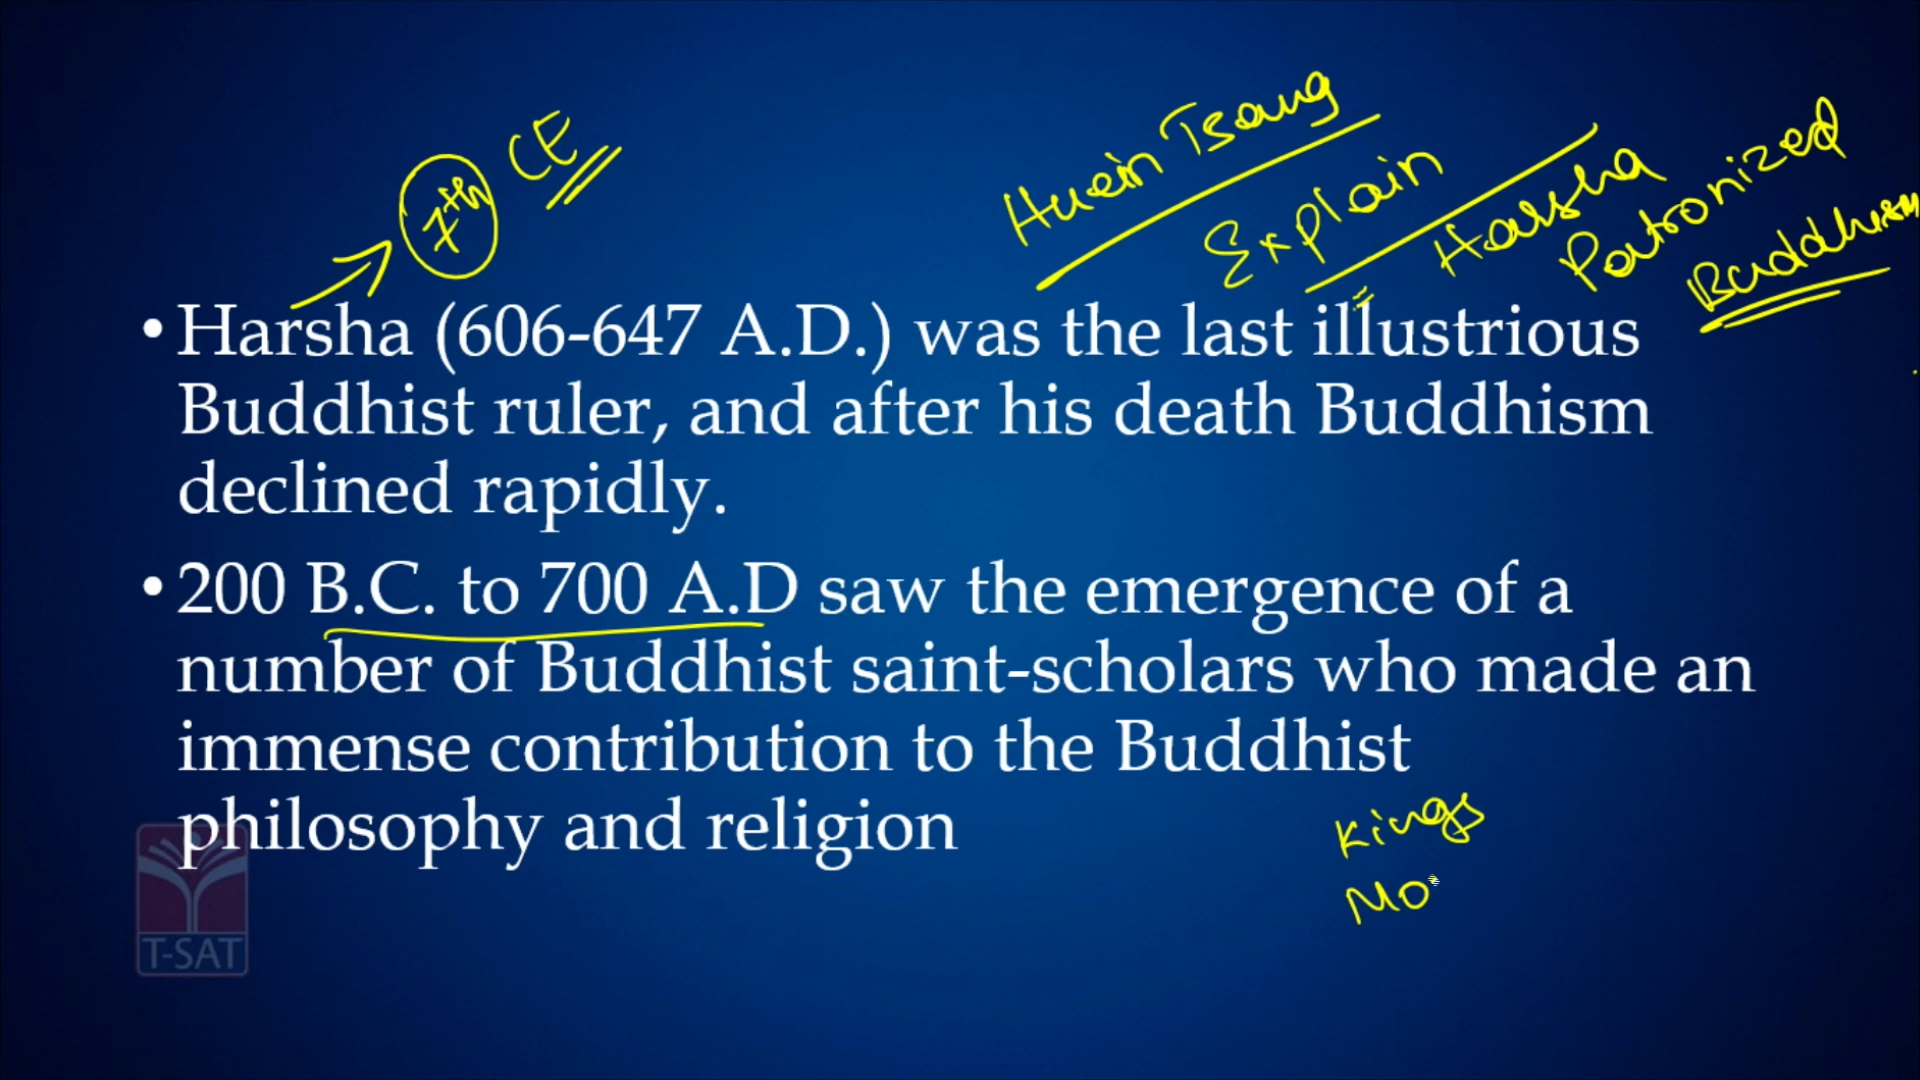 7th CE
Huein Tsang
Explain
Harsha
Patronized
Buddhism
• Harsha (606-647 A.D.) was the last illustrious
Buddhist ruler, and after his death Buddhism
declined rapidly.
• 200 B.C. to 700 A.D saw the emergence of a
number of Buddhist saint-scholars who made an
immense contribution to the Buddhist
philosophy and religion
Kings
Mo
T-SAT